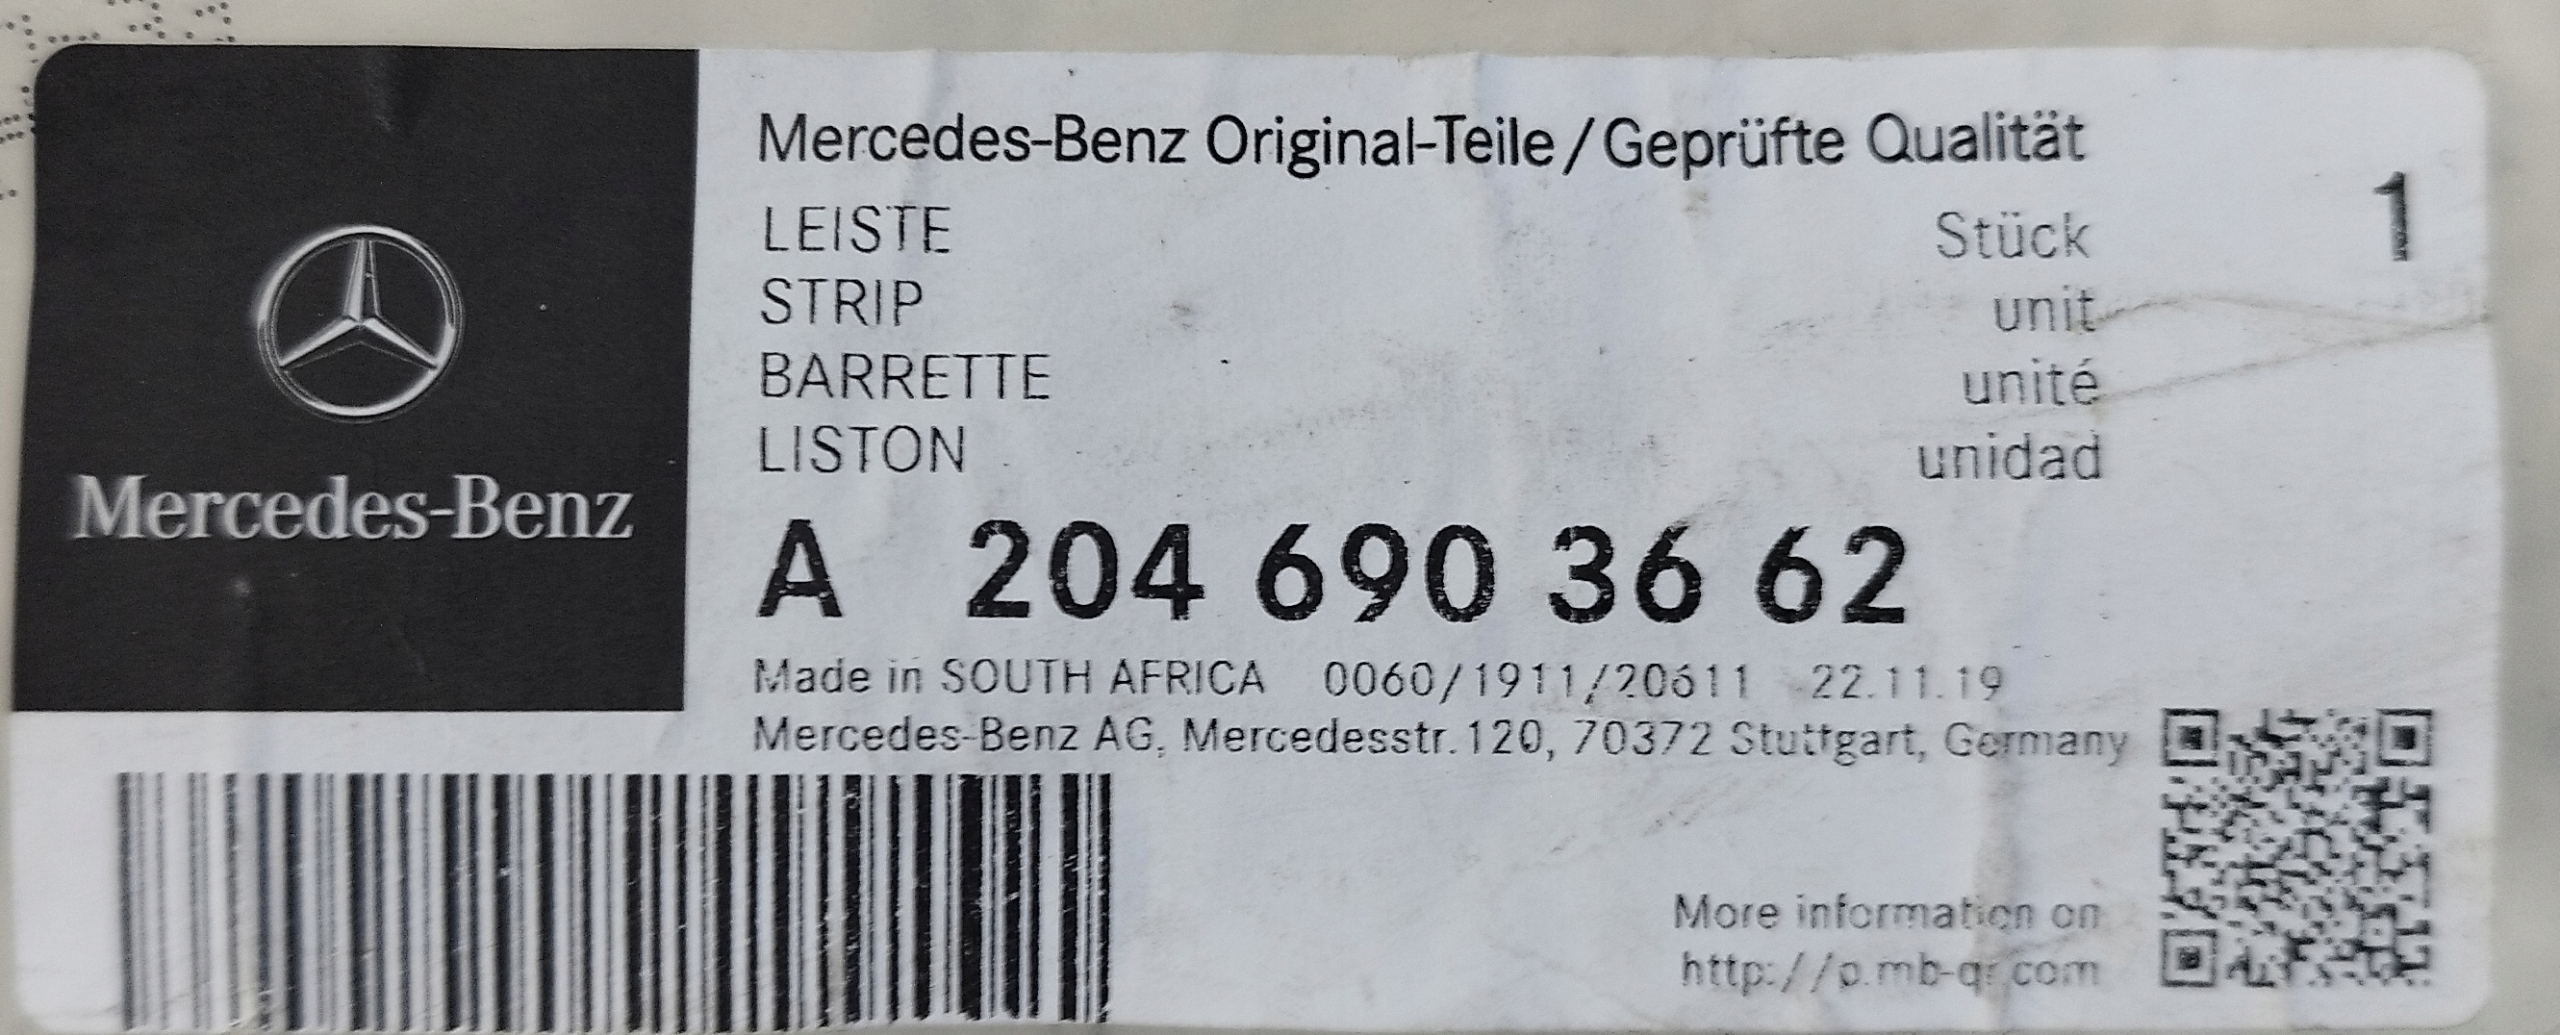 Mercedes-Benz
Mercedes-Benz Original-Teile/Geprüfte Qualität
LEISTE Stück 1
STRIP unit
BARRETTE unité
LISTON unidad
A 204 690 36 62
Made in SOUTH AFRICA 0060/1911/20611 22.11.19
Mercedes-Benz AG, Mercedesstr.120, 70372 Stuttgart, Germany
More information on
http://p.mb-qr.com